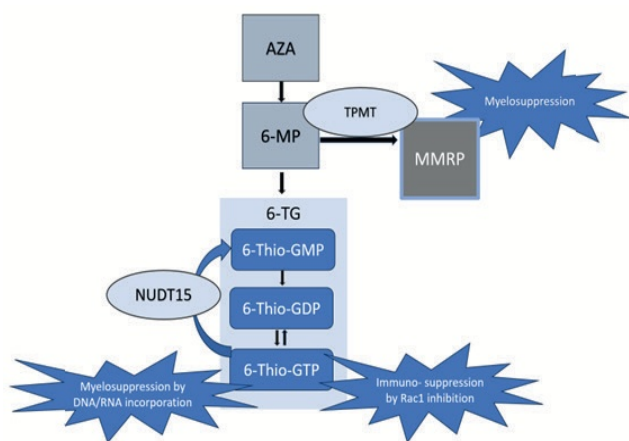 AZA
TPMT
Myelosuppression
6-MP
MMRP
6-TG
6-Thio-GMP
NUDT15
6-Thio-GDP
6-Thio-GTP
Myelosuppression by
DNA/RNA incorporation
Immuno- suppression
by Rac1 inhibition